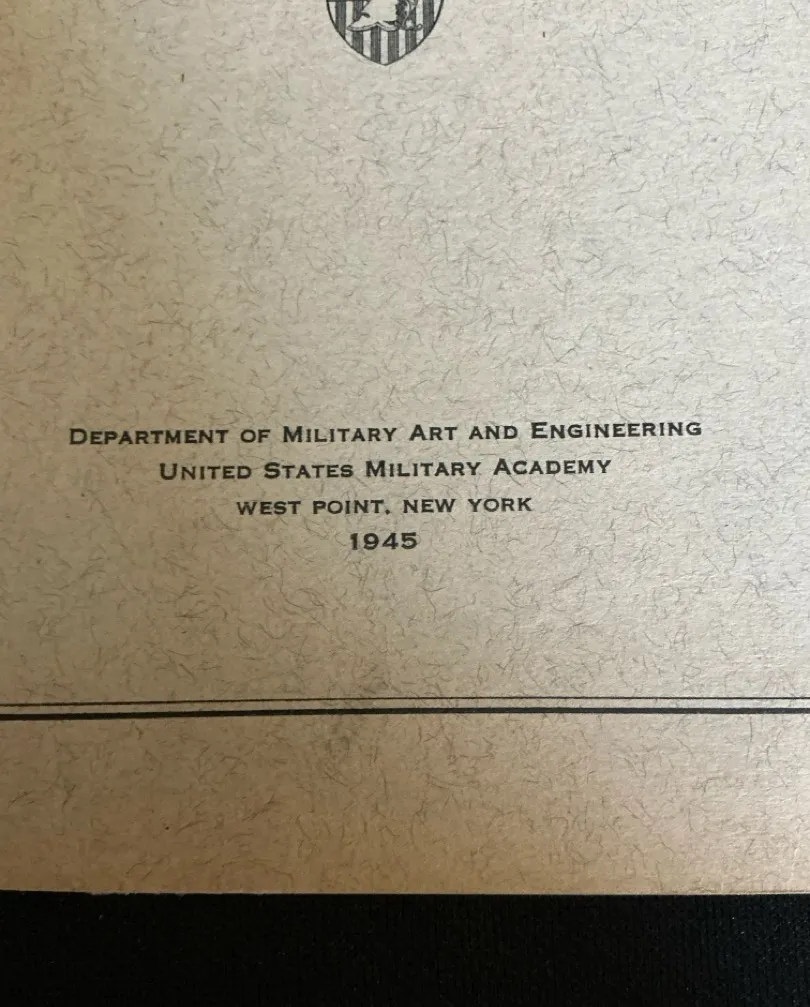 Department of Military Art and Engineering
United States Military Academy
WEST POINT, NEW YORK
1945